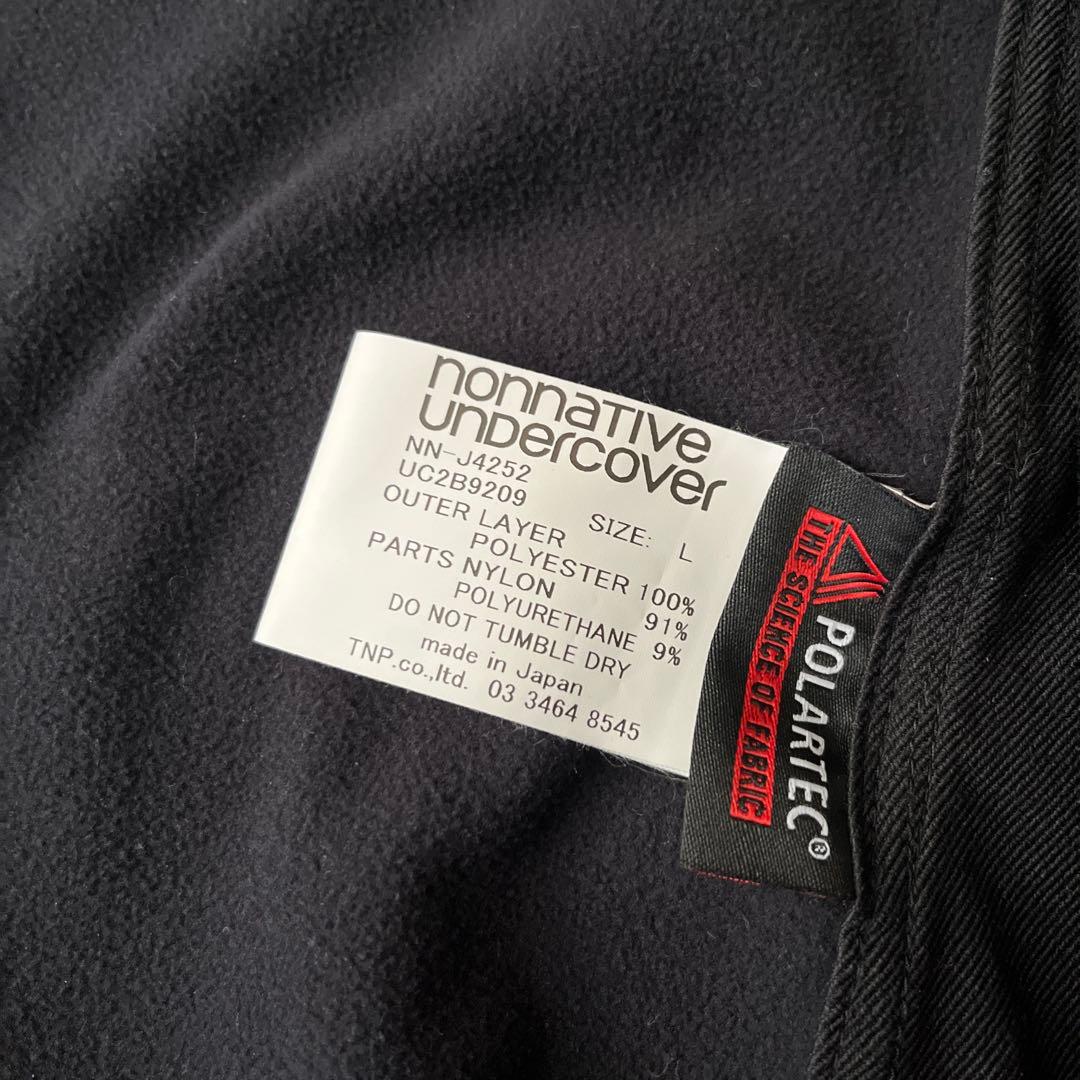 nonnative
UNDercover
NN-J4252
UC2B9209
SIZE: L
OUTER LAYER
POLYESTER 100%
PARTS NYLON 91%
POLYURETHANE 9%
DO NOT TUMBLE DRY
made in Japan
TNP.co.,ltd. 03 3464 8545
POLARTEC®
THE SCIENCE OF FABRIC